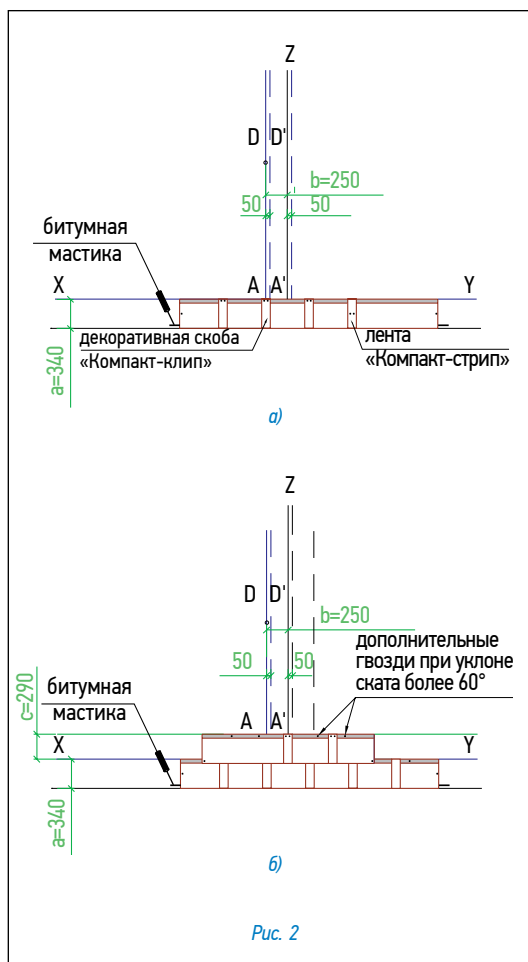 Z
D D'
b=250
50 50
битумная
мастика
X A A' Y
декоративная скоба
«Компакт-клип»
лента
«Компакт-стрип»
a=340
а)
Z
D D'
b=250
дополнительные
гвозди при уклоне
ската более 60°
50 50
битумная
мастика
c=290
A A'
X Y
a=340
б)
Рис. 2